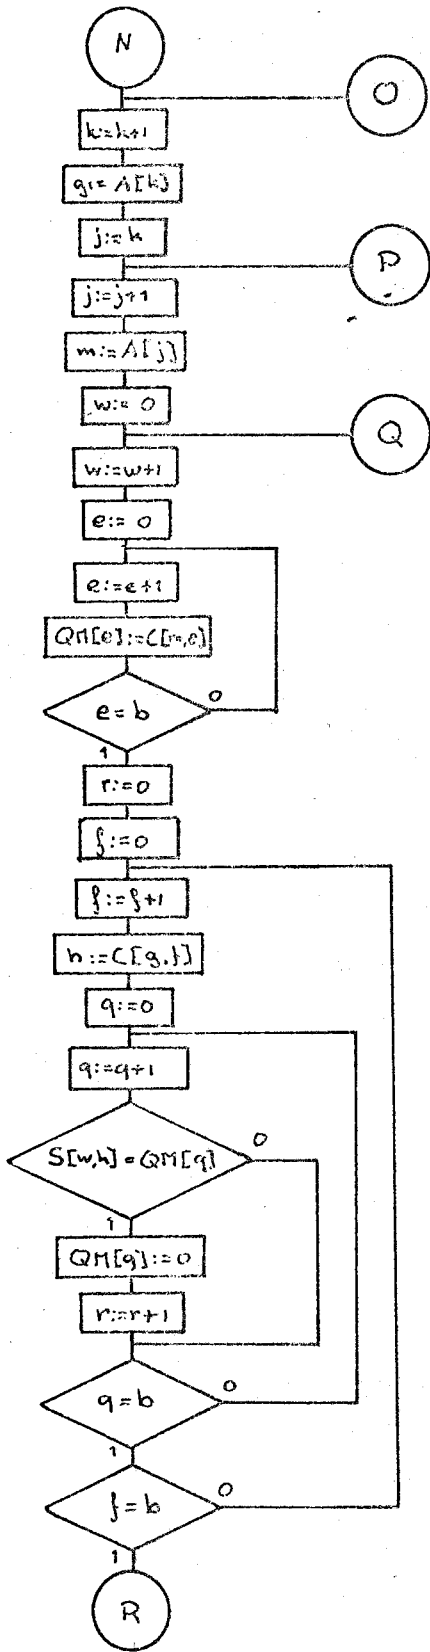 N
O
k:=k+1
g:= A[k]
j:=k
P
j:=j+1
m:=A[j]
w:= 0
Q
w:=w+1
e:= 0
e:=e+1
QM[e]:=C[m,e]
e=b
0
1
r:=0
f:=0
f:=f+1
h:=C[g,f]
q:=0
q:=q+1
S[w,h]=QM[q]
0
1
QM[q]:=0
r:=r+1
q=b
0
1
f=b
0
1
R